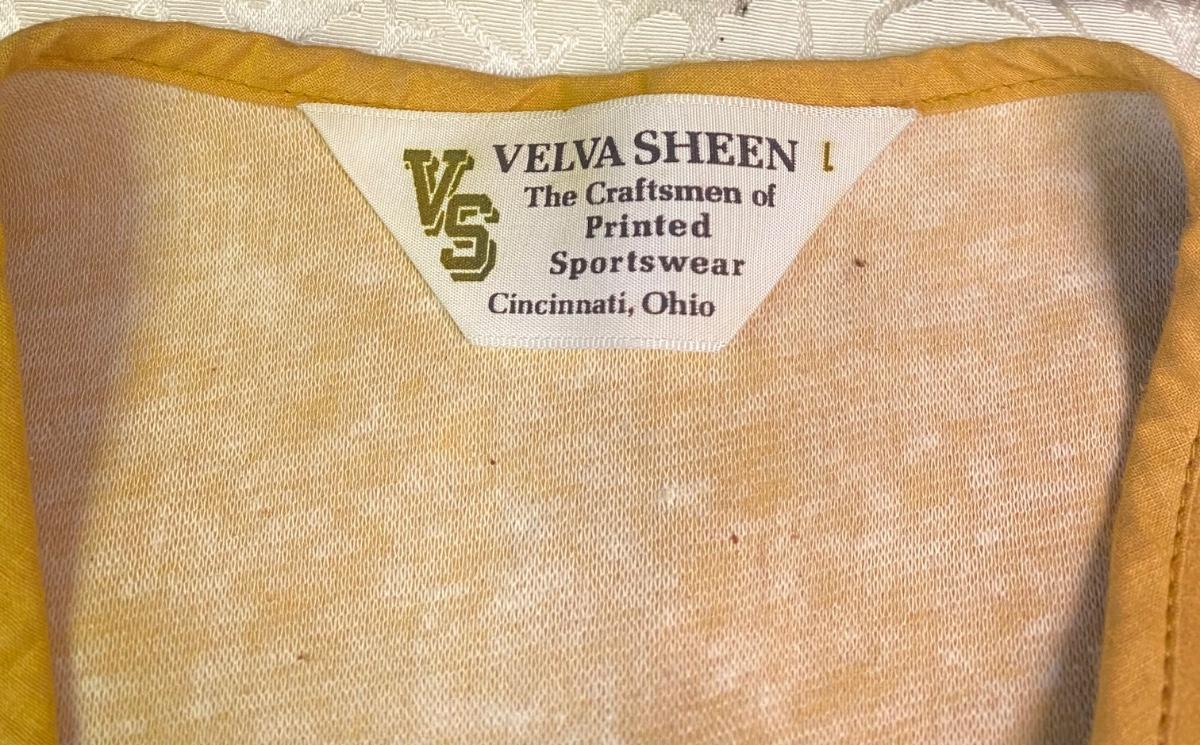 VS VELVA SHEEN L
The Craftsmen of
Printed
Sportswear
Cincinnati, Ohio